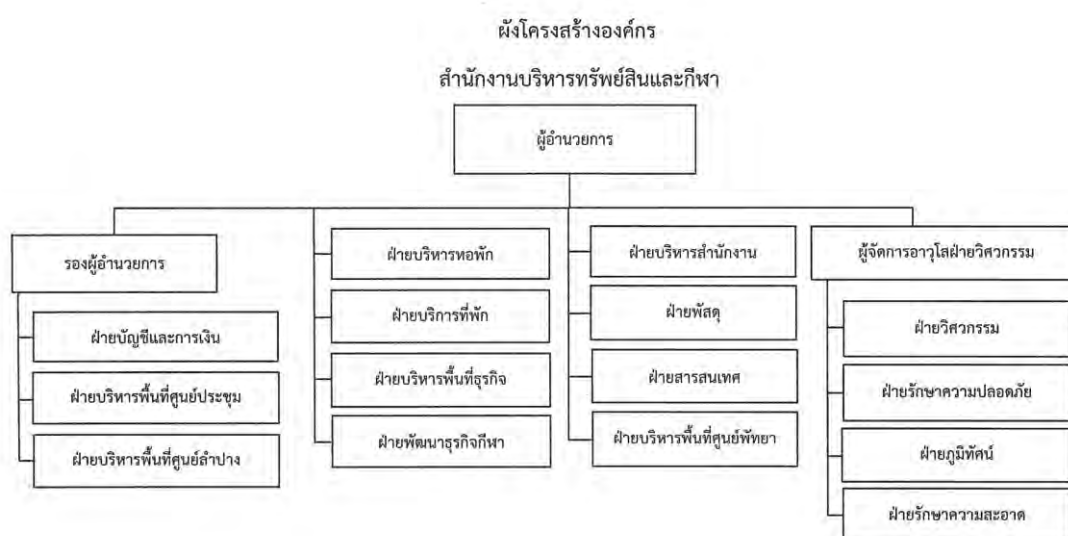 ผังโครงสร้างองค์กร
สำนักงานบริหารทรัพย์สินและกีฬา
ผู้อำนวยการ
รองผู้อำนวยการ
ฝ่ายบัญชีและการเงิน
ฝ่ายบริหารพื้นที่ศูนย์ประชุม
ฝ่ายบริหารพื้นที่ศูนย์ลำปาง
ฝ่ายบริหารหอพัก
ฝ่ายบริการที่พัก
ฝ่ายบริหารพื้นที่ธุรกิจ
ฝ่ายพัฒนาธุรกิจกีฬา
ฝ่ายบริหารสำนักงาน
ฝ่ายพัสดุ
ฝ่ายสารสนเทศ
ฝ่ายบริหารพื้นที่ศูนย์พัทยา
ผู้จัดการอาวุโสฝ่ายวิศวกรรม
ฝ่ายวิศวกรรม
ฝ่ายรักษาความปลอดภัย
ฝ่ายภูมิทัศน์
ฝ่ายรักษาความสะอาด